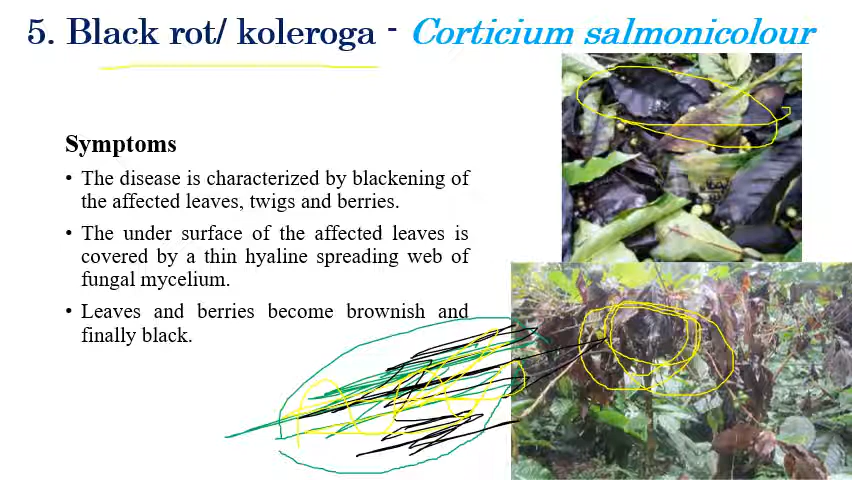 5. Black rot/ koleroga - Corticium salmonicolour
Symptoms
• The disease is characterized by blackening of
the affected leaves, twigs and berries.
• The under surface of the affected leaves is
covered by a thin hyaline spreading web of
fungal mycelium.
• Leaves and berries become brownish and
finally black.